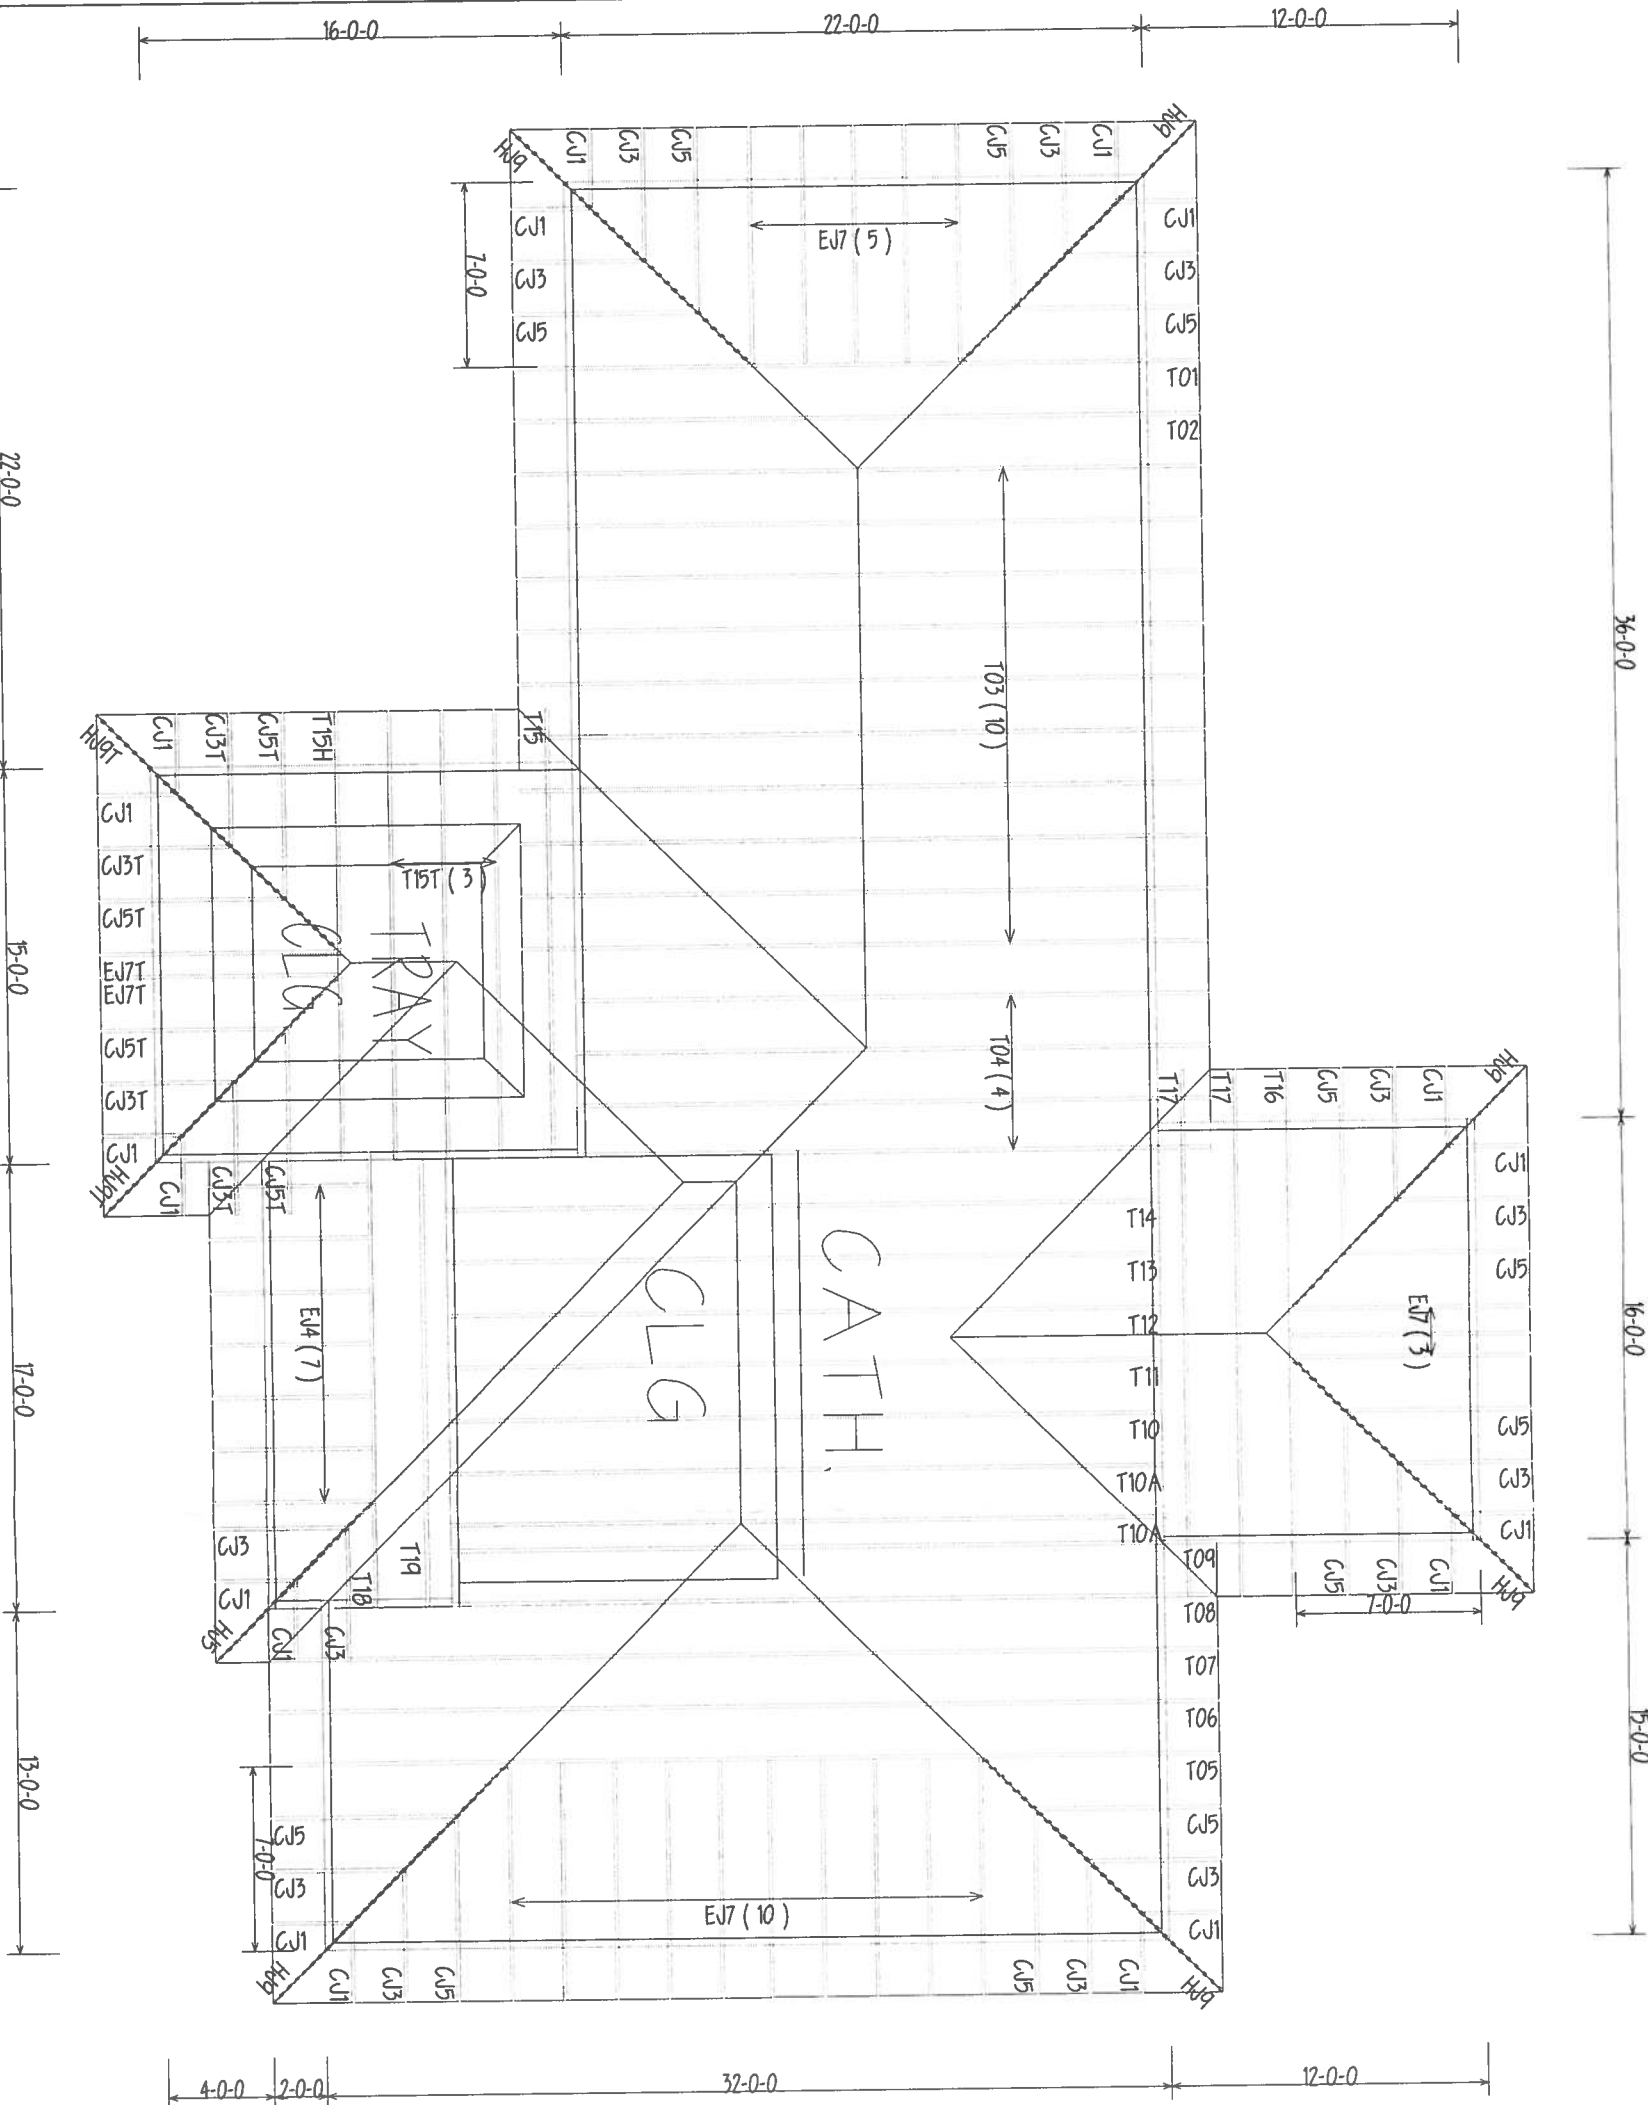 16-0-0
22-0-0
12-0-0
HJ9
CJ1
CJ3
CJ5
CJ5
CJ3
CJ1
HJ9
CJ1
CJ3
CJ5
7-0-0
EJ7 ( 5 )
CJ1
CJ3
CJ5
T01
T02
22-0-0
36-0-0
T03 ( 10 )
HJ9T
CJ1
CJ3T
CJ5T
T15H
T15
CJ1
CJ3T
CJ5T
EJ7T
EJ7T
CJ5T
CJ3T
CJ1
HJ9T
T15T ( 3 )
TRAY
CLG
15-0-0
T04 ( 4 )
T17
T17
T16
CJ5
CJ3
CJ1
HJ9
CJ1
CJ3
CJ5
EJ7 ( 3 )
CJ5
CJ3
CJ1
HJ9
16-0-0
CJ1
CJ3T
CJ5T
EJ4 ( 7 )
17-0-0
CATH.
CLG
T14
T13
T12
T11
T10
T10A
T10A
T09
CJ5
CJ3
CJ1
7-0-0
T08
T07
T06
T05
CJ5
CJ3
CJ1
15-0-0
CJ3
CJ1
HJ5
CJ1
CJ3
T18
T19
13-0-0
7-0-0
CJ5
CJ3
CJ1
HJ9
EJ7 ( 10 )
CJ1
CJ3
CJ5
CJ5
CJ3
CJ1
HJ9
4-0-0
2-0-0
32-0-0
12-0-0